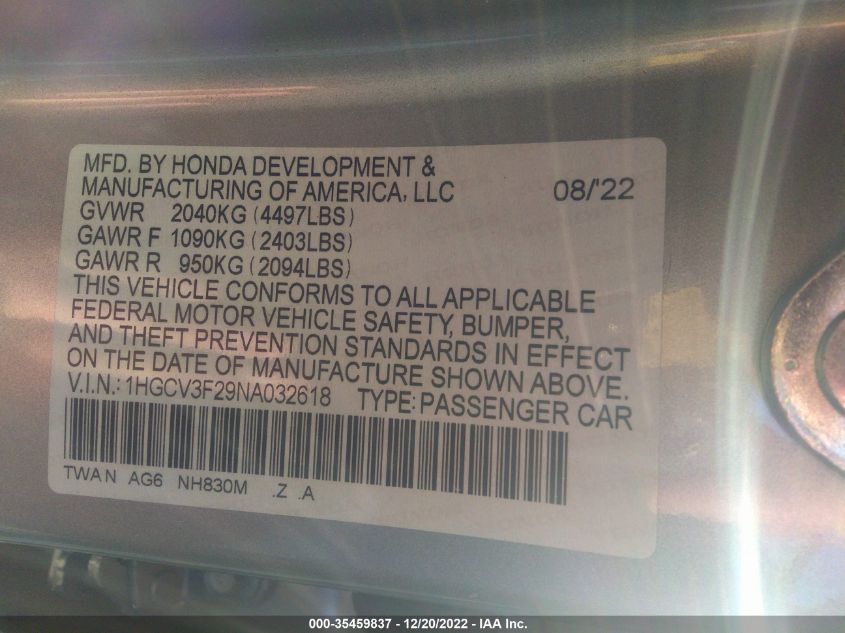 MFD. BY HONDA DEVELOPMENT &
MANUFACTURING OF AMERICA, LLC 08/'22
GVWR 2040KG (4497LBS)
GAWR F 1090KG (2403LBS)
GAWR R 950KG (2094LBS)
THIS VEHICLE CONFORMS TO ALL APPLICABLE
FEDERAL MOTOR VEHICLE SAFETY, BUMPER,
AND THEFT PREVENTION STANDARDS IN EFFECT
ON THE DATE OF MANUFACTURE SHOWN ABOVE.
V.I.N.: 1HGCV3F29NA032618 TYPE: PASSENGER CAR
TWAN AG6 NH830M .Z .A
000-35459837 - 12/20/2022 - IAA Inc.